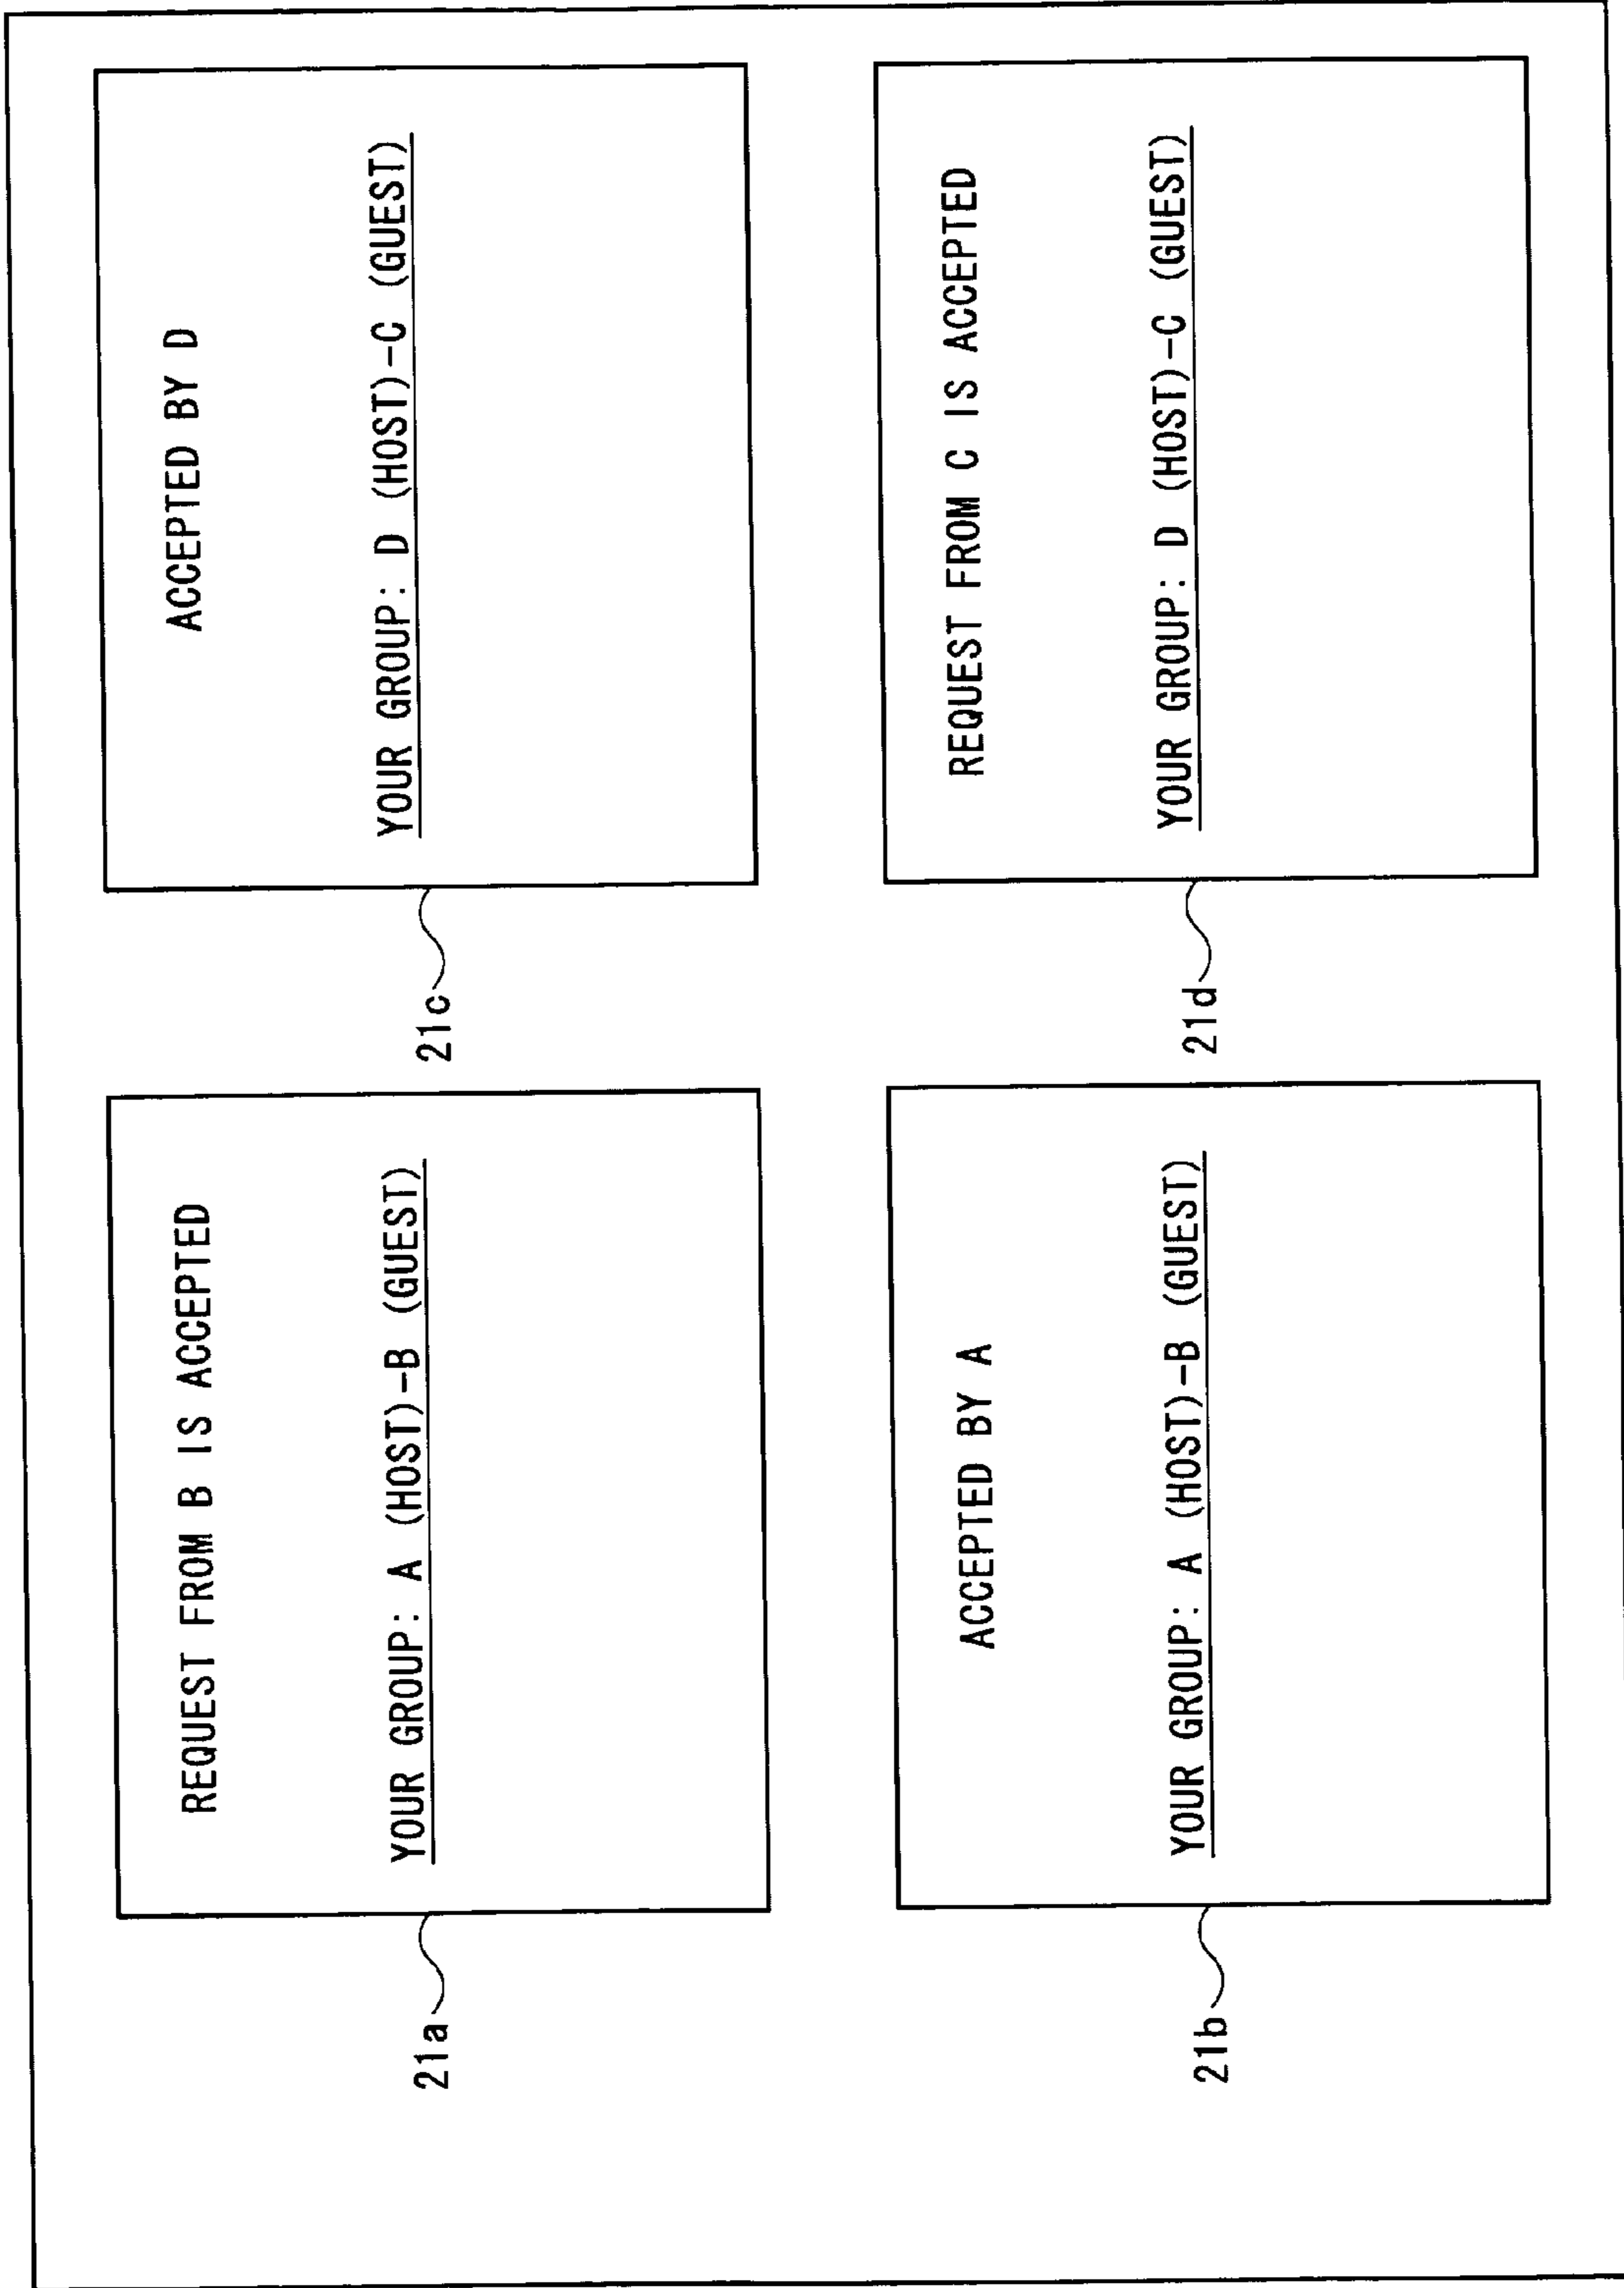 REQUEST FROM B IS ACCEPTED
YOUR GROUP: A (HOST)-B (GUEST)
21a
ACCEPTED BY D
YOUR GROUP: D (HOST)-C (GUEST)
21c
ACCEPTED BY A
YOUR GROUP: A (HOST)-B (GUEST)
21b
REQUEST FROM C IS ACCEPTED
YOUR GROUP: D (HOST)-C (GUEST)
21d